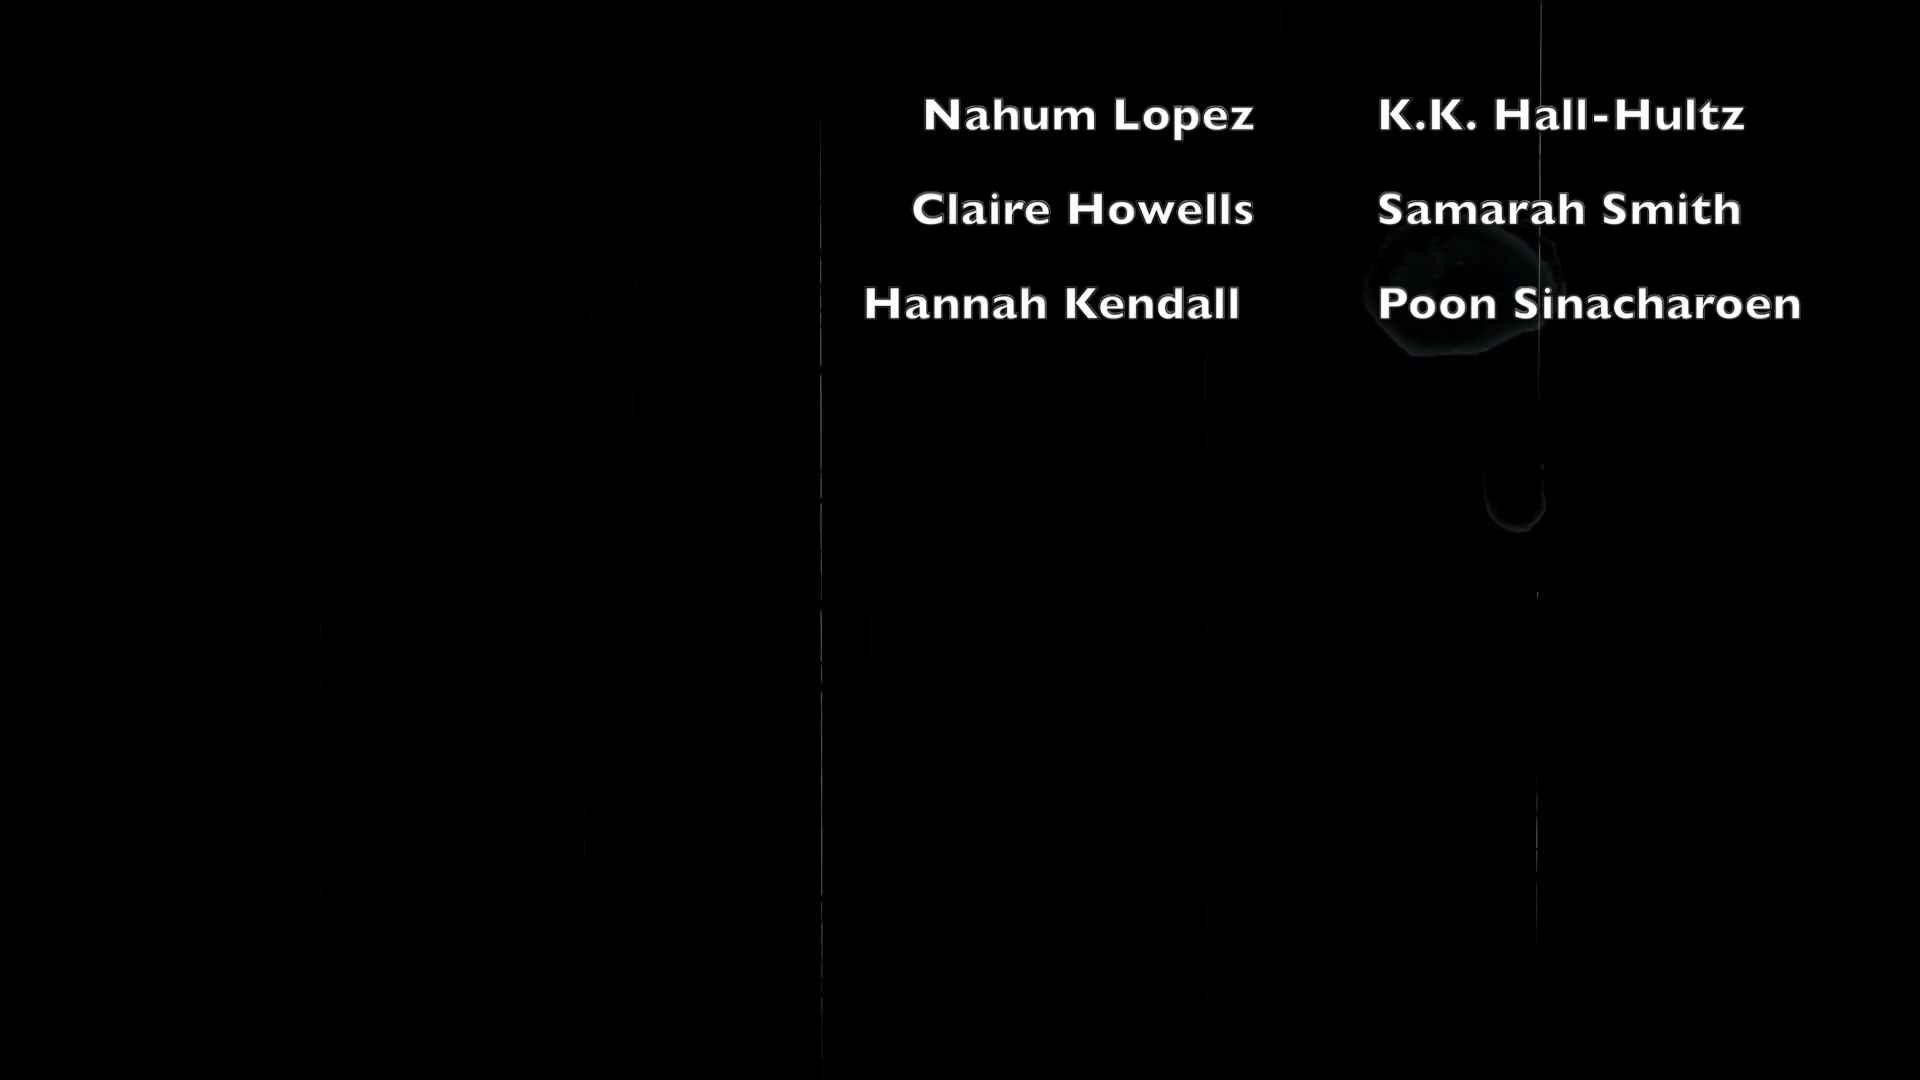 Nahum Lopez K.K. Hall-Hultz
Claire Howells Samarah Smith
Hannah Kendall Poon Sinacharoen